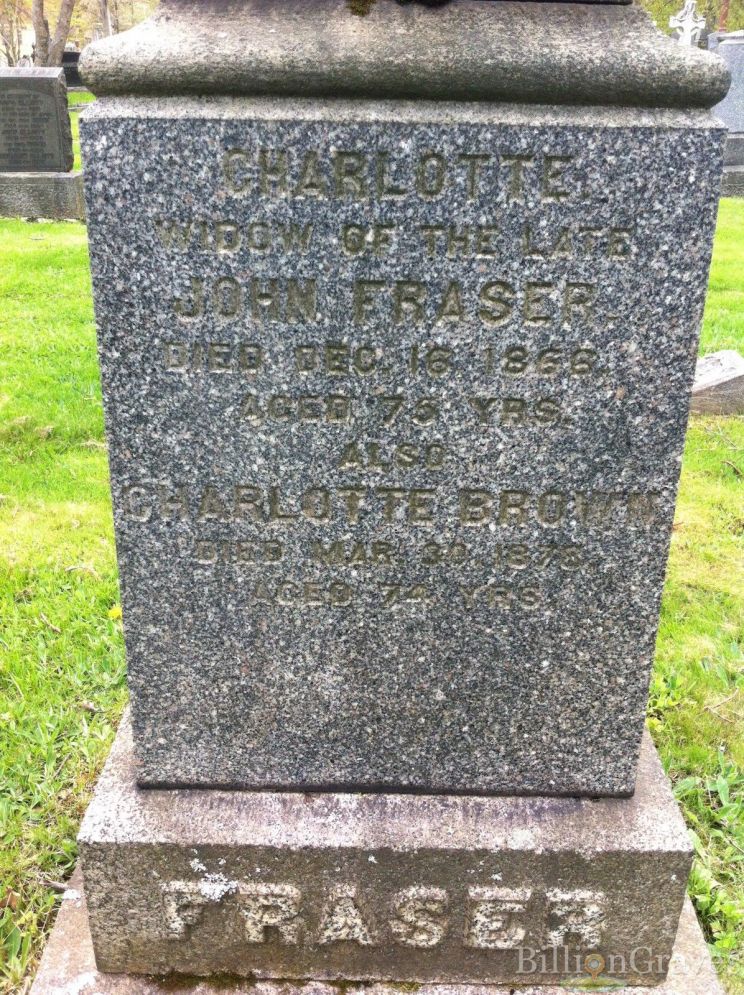 CHARLOTTE.
WIDOW OF THE LATE
JOHN FRASER.
DIED DEC. 16 1866.
AGED 75 YRS.
ALSO
CHARLOTTE BROWN
DIED MAR. 30, 1878.
AGED 74 YRS.
FRASER
BillionGraves